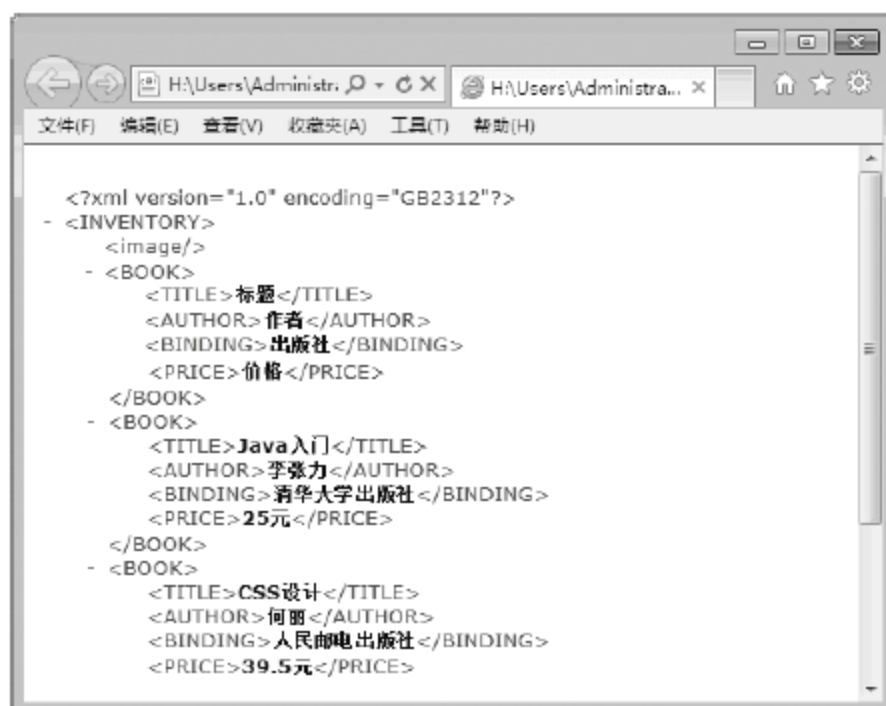 H:\Users\Administr
H:\Users\Administra...
文件(F) 编辑(E) 查看(V) 收藏夹(A) 工具(T) 帮助(H)
<?xml version="1.0" encoding="GB2312"?>
- <INVENTORY>
<image/>
- <BOOK>
<TITLE>标题</TITLE>
<AUTHOR>作者</AUTHOR>
<BINDING>出版社</BINDING>
<PRICE>价格</PRICE>
</BOOK>
- <BOOK>
<TITLE>Java入门</TITLE>
<AUTHOR>李张力</AUTHOR>
<BINDING>清华大学出版社</BINDING>
<PRICE>25元</PRICE>
</BOOK>
- <BOOK>
<TITLE>CSS设计</TITLE>
<AUTHOR>何丽</AUTHOR>
<BINDING>人民邮电出版社</BINDING>
<PRICE>39.5元</PRICE>